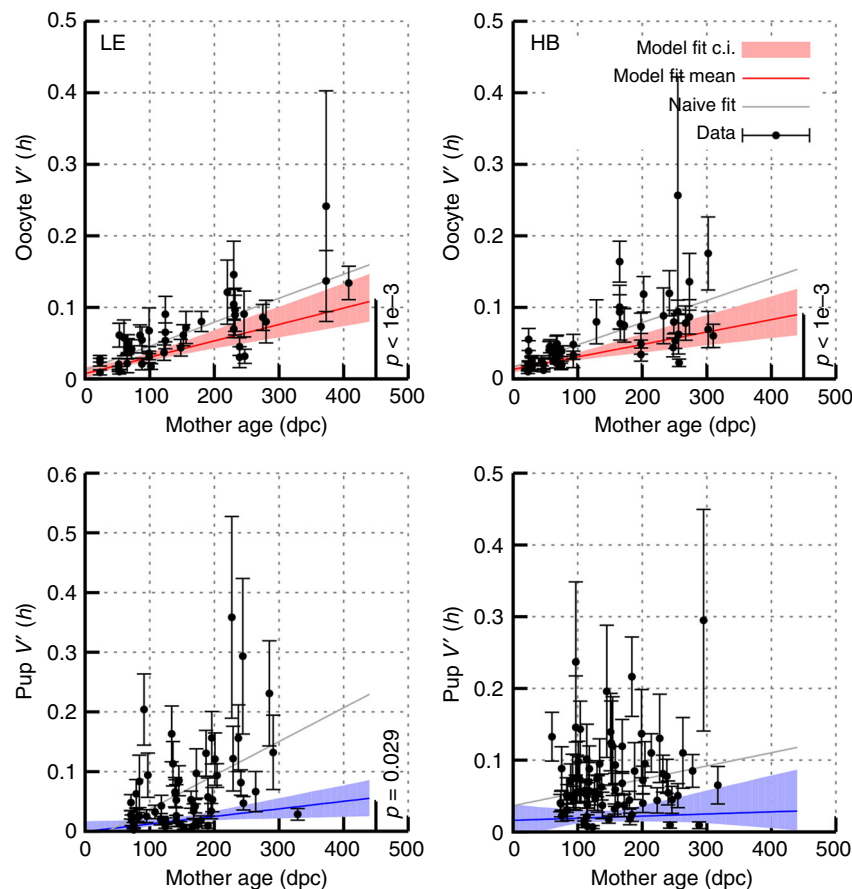 LE
0.5
0.4
0.3
0.2
0.1
0
Oocyte V′ (h)
0 100 200 300 400 500
Mother age (dpc)
p < 1e–3
HB
Model fit c.i.
Model fit mean
Naive fit
Data
0.5
0.4
0.3
0.2
0.1
0
Oocyte V′ (h)
0 100 200 300 400 500
Mother age (dpc)
p < 1e–3
0.6
0.5
0.4
0.3
0.2
0.1
0
Pup V′ (h)
0 100 200 300 400 500
Mother age (dpc)
p = 0.029
0.5
0.4
0.3
0.2
0.1
0
Pup V′ (h)
0 100 200 300 400 500
Mother age (dpc)